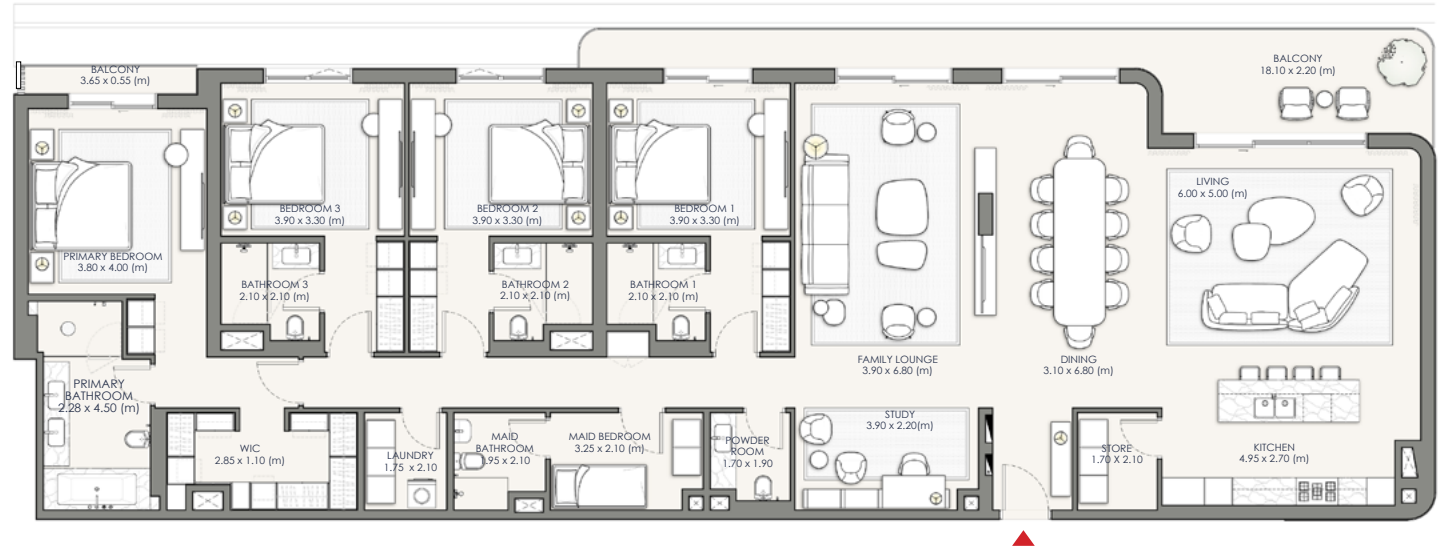 BALCONY
3.65 x 0.55 (m)
BALCONY
18.10 x 2.20 (m)
PRIMARY BEDROOM
3.80 x 4.00 (m)
BEDROOM 3
3.90 x 3.30 (m)
BEDROOM 2
3.90 x 3.30 (m)
BEDROOM 1
3.90 x 3.30 (m)
LIVING
6.00 x 5.00 (m)
BATHROOM 3
2.10 x 2.10 (m)
BATHROOM 2
2.10 x 2.10 (m)
BATHROOM 1
2.10 x 2.10 (m)
FAMILY LOUNGE
3.90 x 6.80 (m)
DINING
3.10 x 6.80 (m)
PRIMARY
BATHROOM
2.28 x 4.50 (m)
WIC
2.85 x 1.10 (m)
LAUNDRY
1.75 x 2.10
MAID
BATHROOM
1.95 x 2.10
MAID BEDROOM
3.25 x 2.10 (m)
POWDER
ROOM
1.70 x 1.90
STUDY
3.90 x 2.20(m)
STORE
1.70 X 2.10
KITCHEN
4.95 x 2.70 (m)